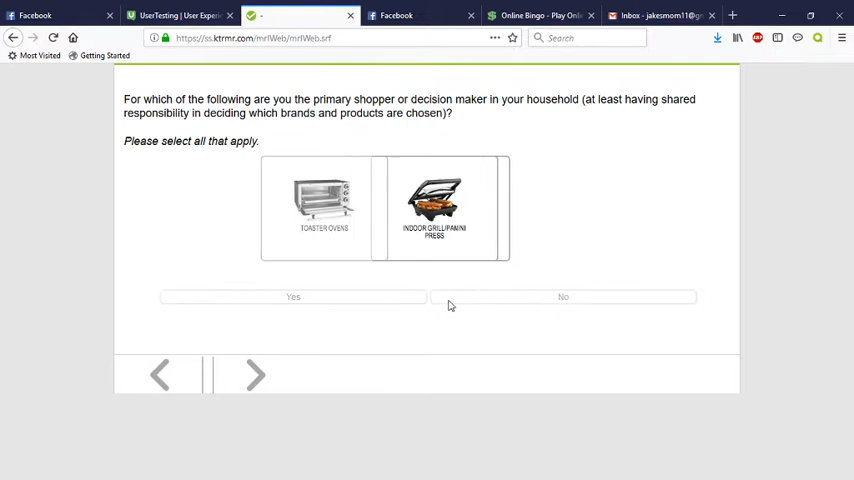 Facebook
UserTesting | User Experie
-
Facebook
Online Bingo - Play Onli
Inbox - jakesmom11@g
https://ss.ktrmr.com/mrIWeb/mrIWeb.srf
Search
Most Visited
Getting Started
For which of the following are you the primary shopper or decision maker in your household (at least having shared
responsibility in deciding which brands and products are chosen)?
Please select all that apply.
TOASTER OVENS
INDOOR GRILL/PANINI
PRESS
Yes
No